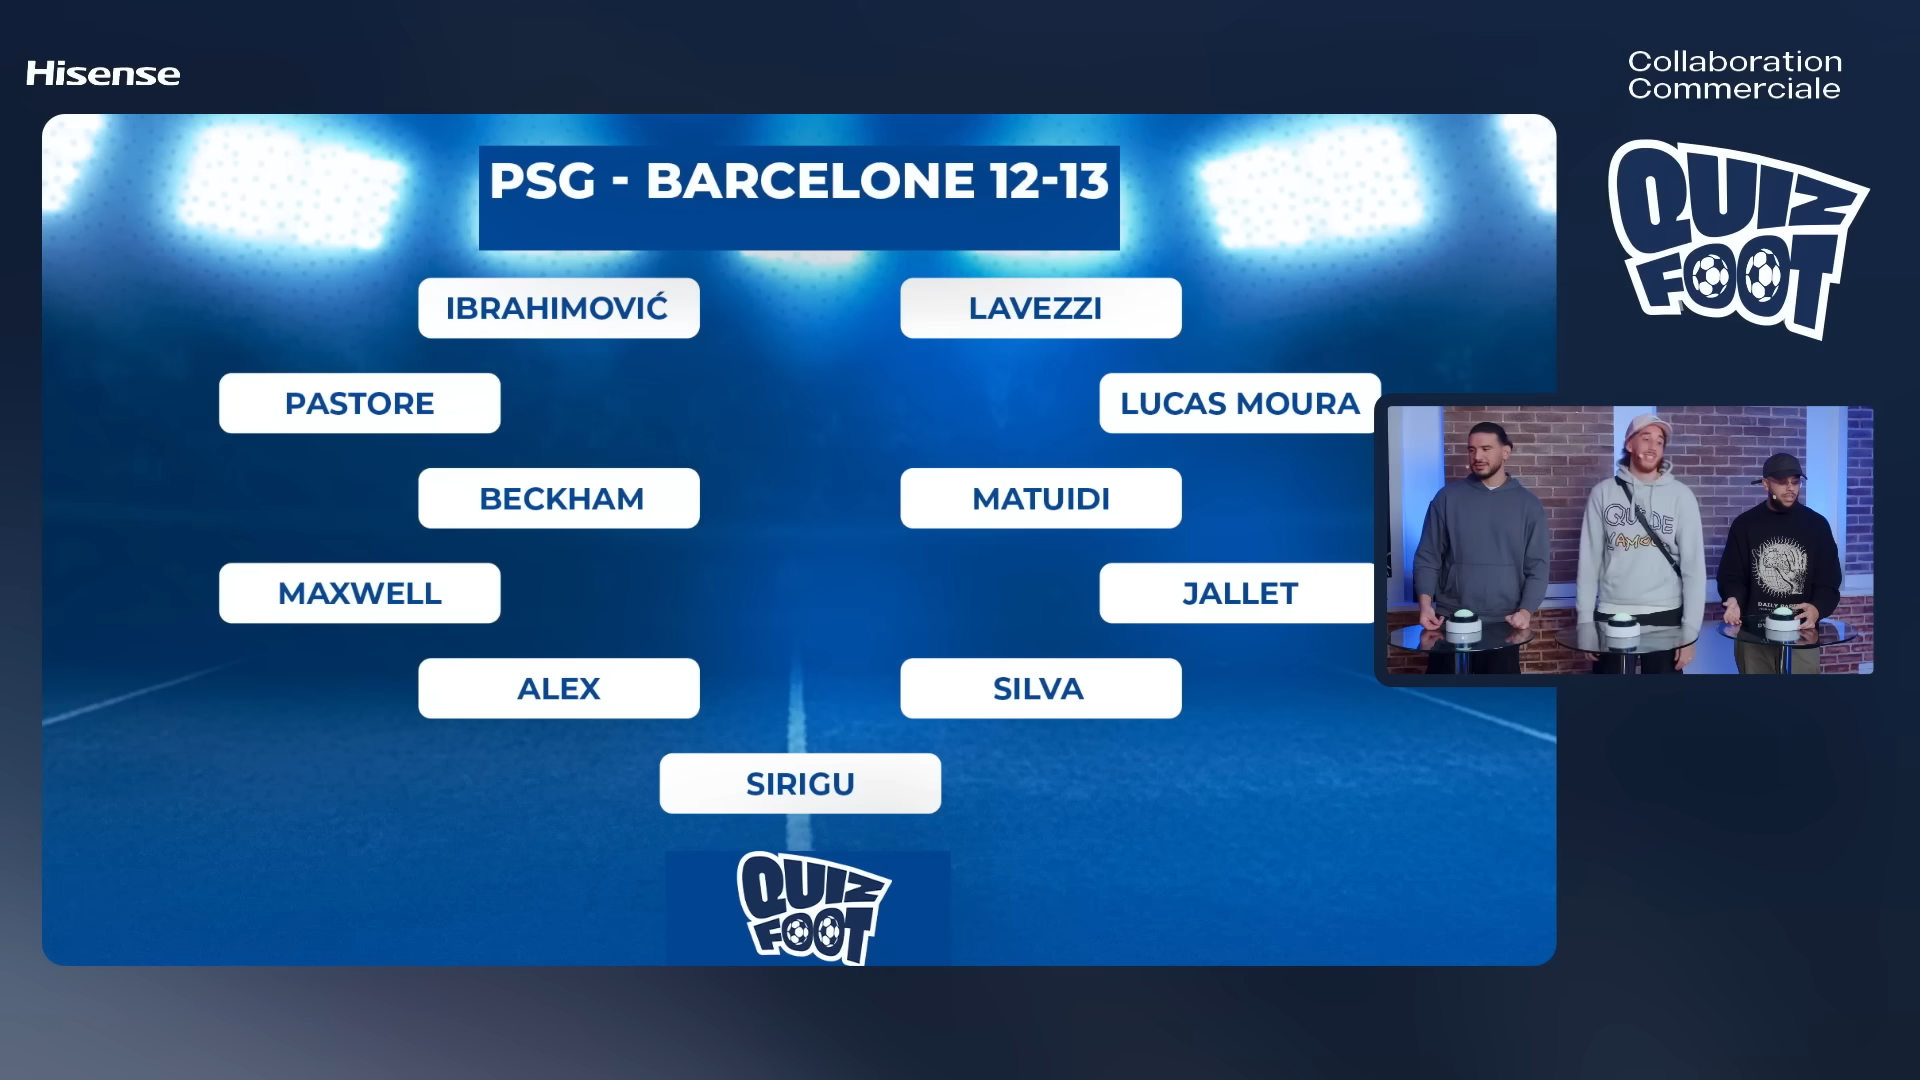 Hisense
Collaboration
Commerciale
QUIZ
FOOT
PSG - BARCELONE 12-13
IBRAHIMOVIĆ
LAVEZZI
PASTORE
LUCAS MOURA
BECKHAM
MATUIDI
MAXWELL
JALLET
ALEX
SILVA
SIRIGU
QUIZ
FOOT